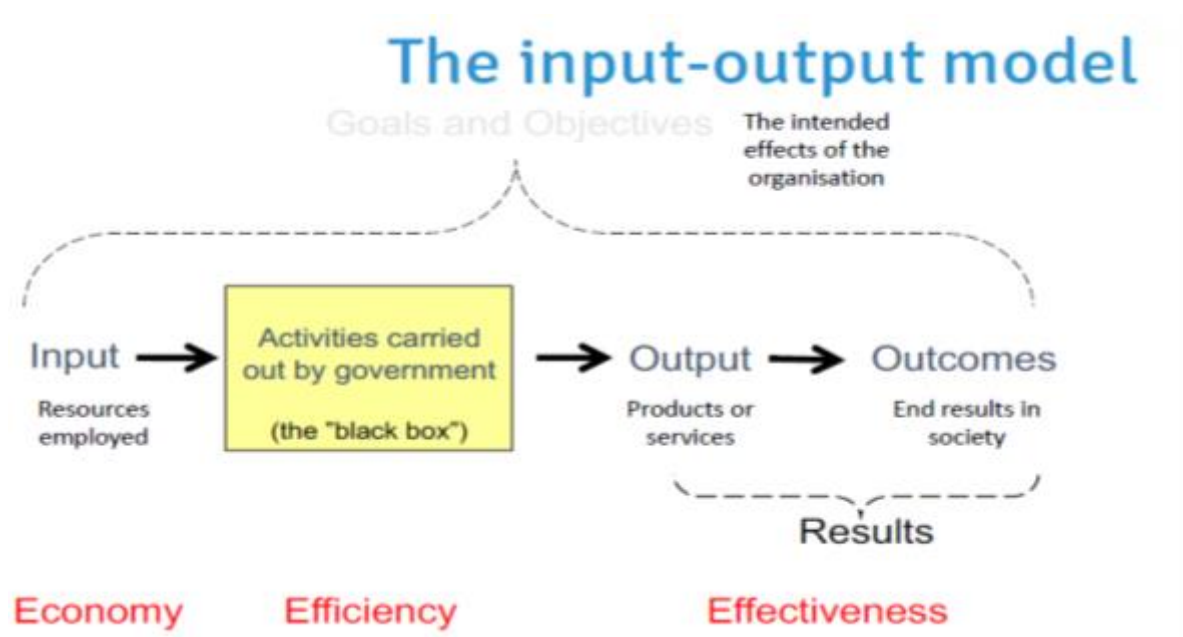 The input-output model
Goals and Objectives
The intended
effects of the
organisation
Input
Resources
employed
Activities carried
out by government
(the "black box")
Output
Products or
services
Outcomes
End results in
society
Results
Economy
Efficiency
Effectiveness